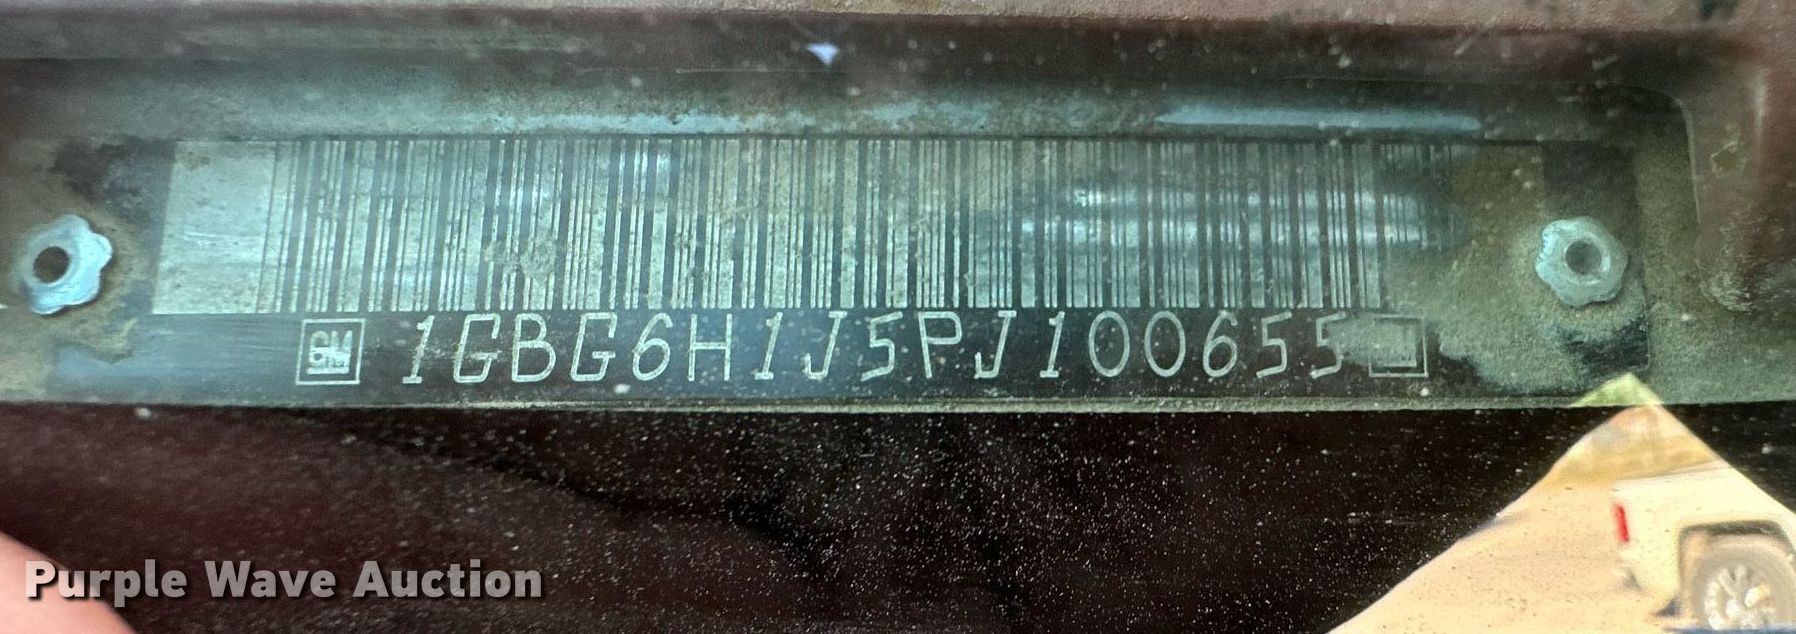 GM 1GBG6H1J5PJ100655
Purple Wave Auction